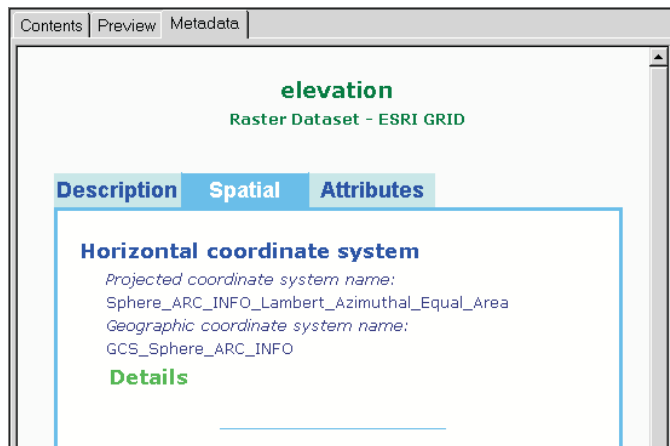 Contents Preview Metadata
elevation
Raster Dataset - ESRI GRID
Description Spatial Attributes
Horizontal coordinate system
Projected coordinate system name:
Sphere_ARC_INFO_Lambert_Azimuthal_Equal_Area
Geographic coordinate system name:
GCS_Sphere_ARC_INFO
Details